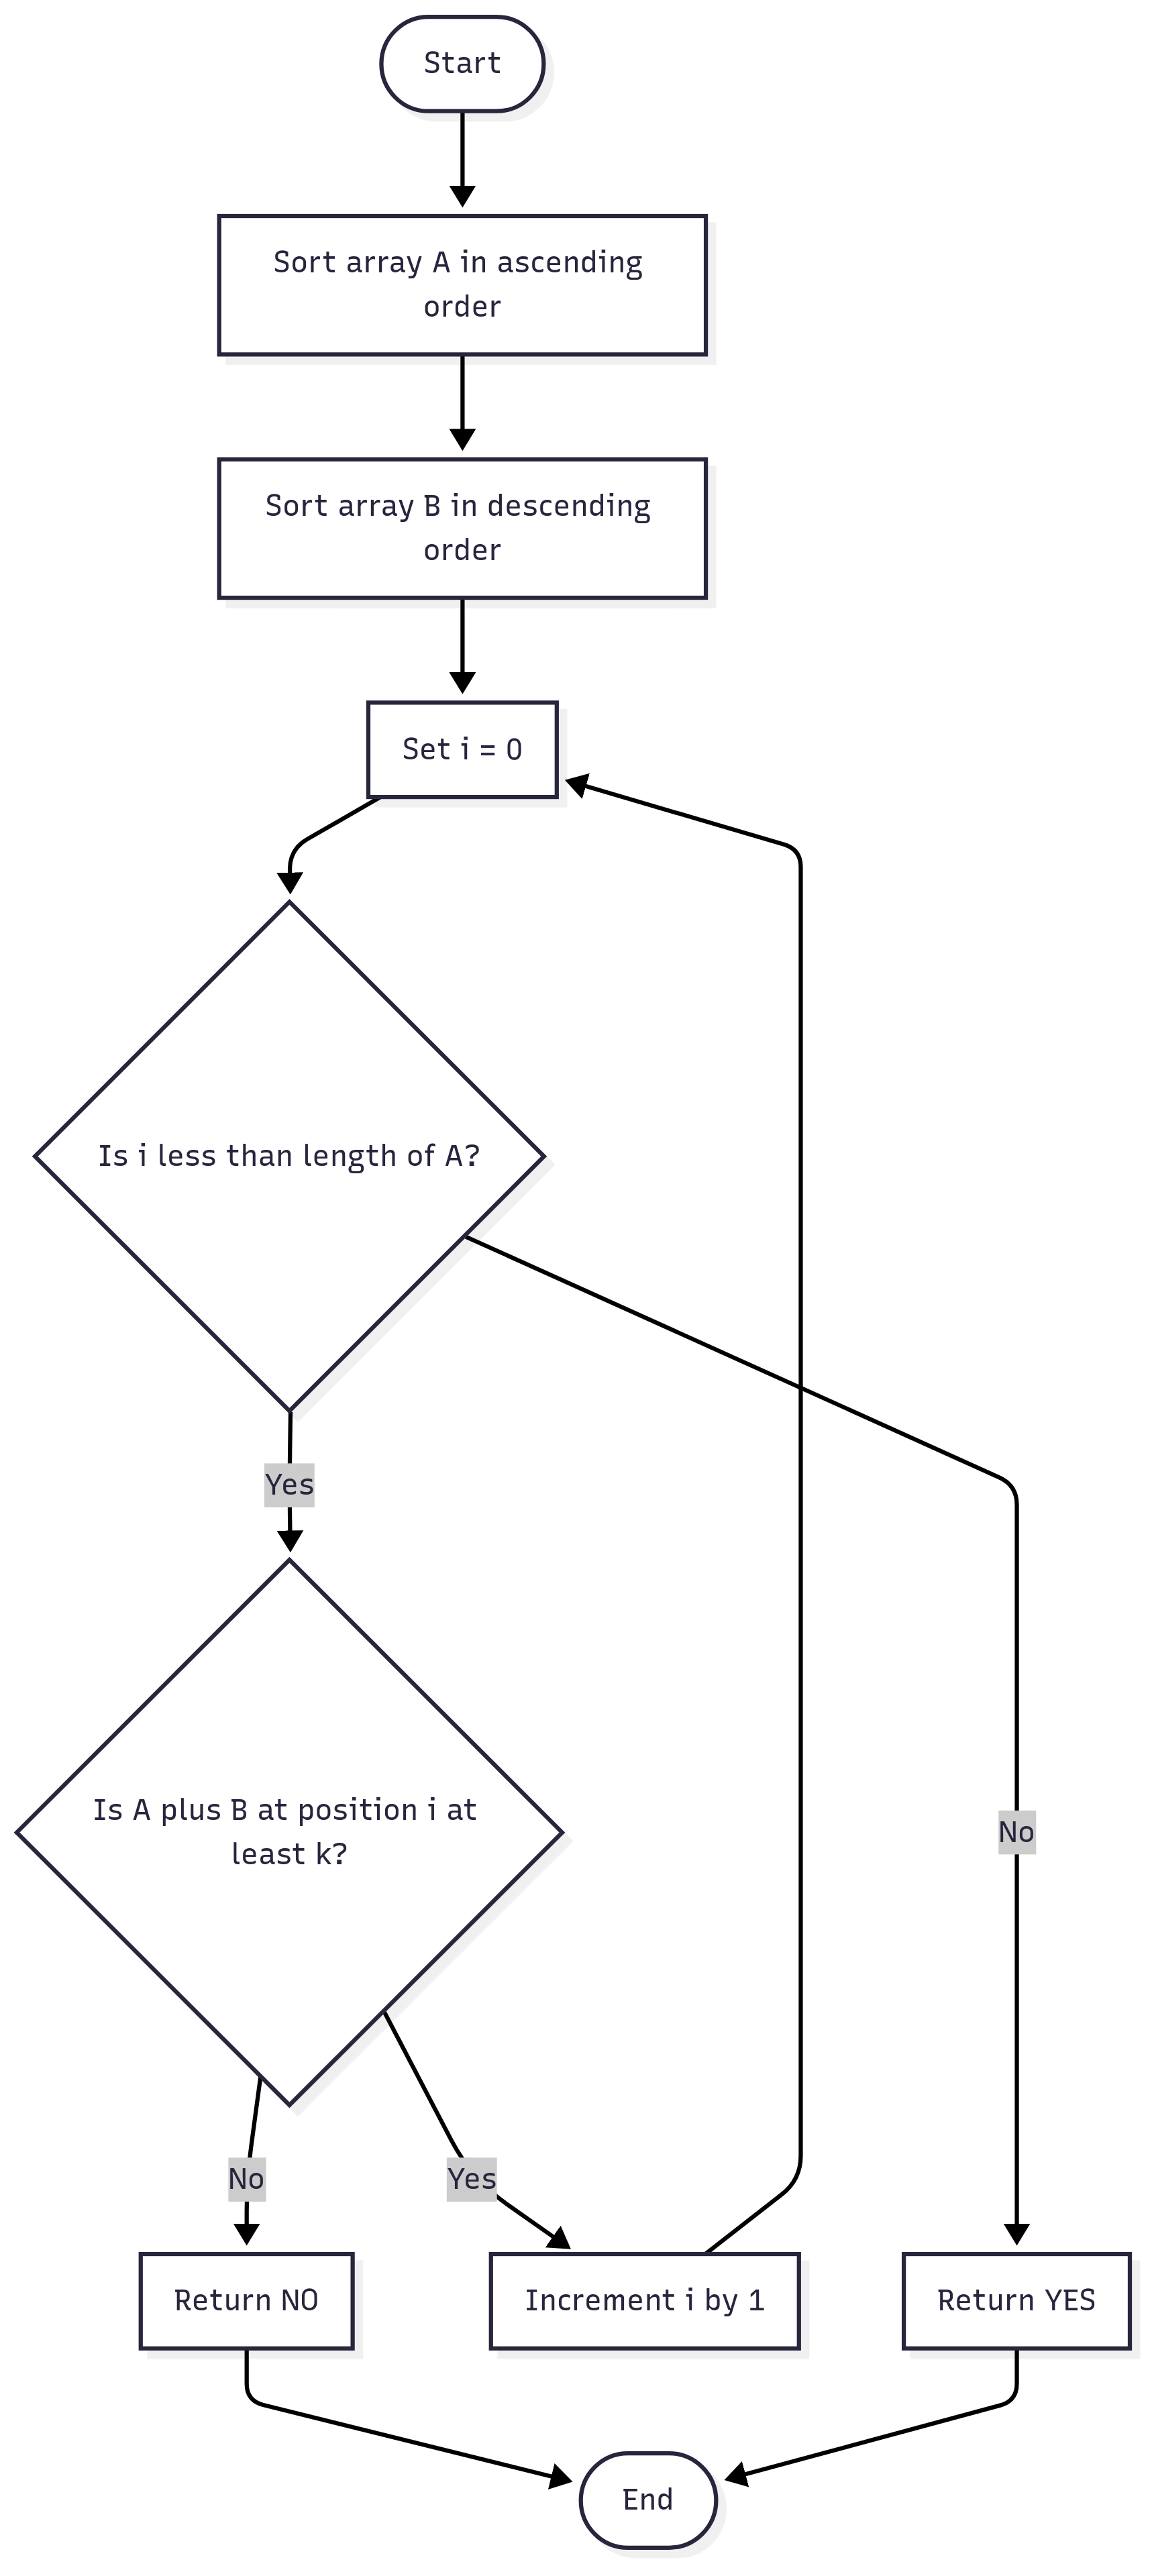 Start
Sort array A in ascending
order
Sort array B in descending
order
Set i = 0
Is i less than length of A?
Yes
Is A plus B at position i at
least k?
No
No
Yes
Return NO
Increment i by 1
Return YES
End